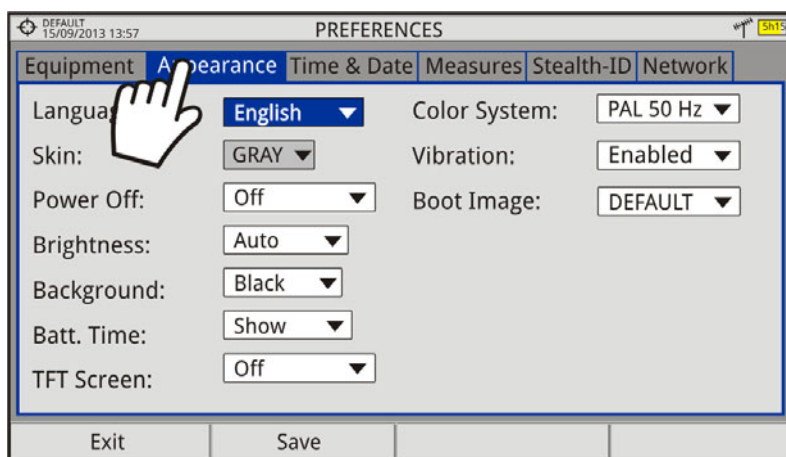 DEFAULT
15/09/2013 13:57
PREFERENCES
5h15
Equipment Appearance Time & Date Measures Stealth-ID Network
English
Color System: PAL 50 Hz
Skin: GRAY
Vibration: Enabled
Power Off: Off
Boot Image: DEFAULT
Brightness: Auto
Background: Black
Batt. Time: Show
TFT Screen: Off
Exit Save